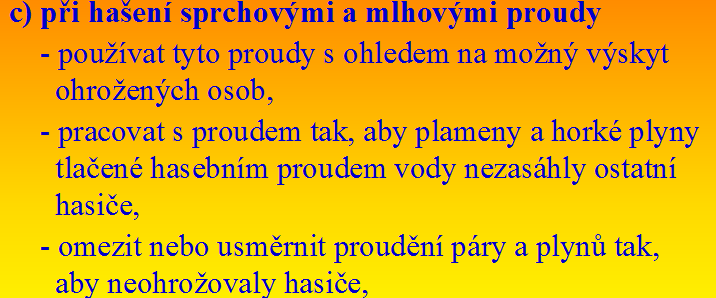 c) při hašení sprchovými a mlhovými proudy
- používat tyto proudy s ohledem na možný výskyt
ohrožených osob,
- pracovat s proudem tak, aby plameny a horké plyny
tlačené hasebním proudem vody nezasáhly ostatní
hasiče,
- omezit nebo usměrnit proudění páry a plynů tak,
aby neohrožovaly hasiče,